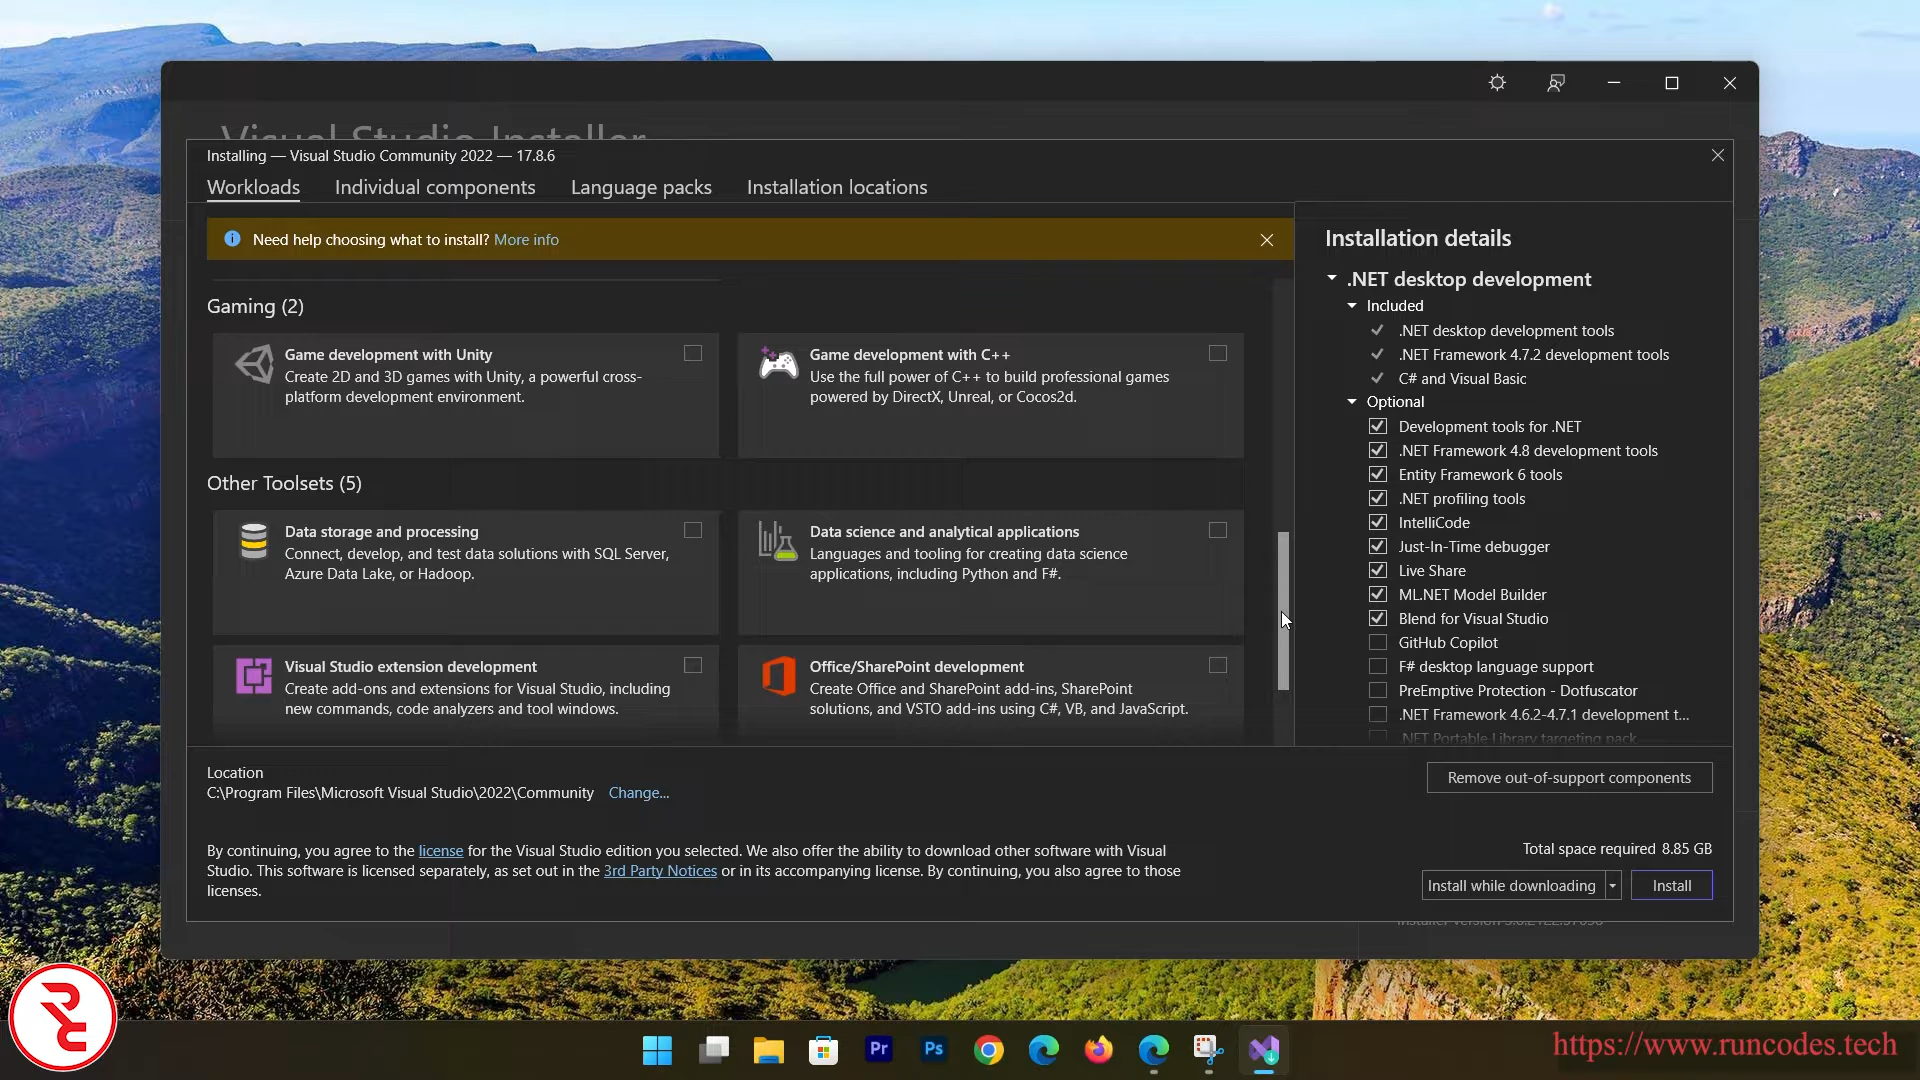 Visual Studio Installer
Installing — Visual Studio Community 2022 — 17.8.6
Workloads
Individual components
Language packs
Installation locations
Need help choosing what to install? More info
Gaming (2)
Game development with Unity
Create 2D and 3D games with Unity, a powerful cross-
platform development environment.
Game development with C++
Use the full power of C++ to build professional games
powered by DirectX, Unreal, or Cocos2d.
Other Toolsets (5)
Data storage and processing
Connect, develop, and test data solutions with SQL Server,
Azure Data Lake, or Hadoop.
Data science and analytical applications
Languages and tooling for creating data science
applications, including Python and F#.
Visual Studio extension development
Create add-ons and extensions for Visual Studio, including
new commands, code analyzers and tool windows.
Office/SharePoint development
Create Office and SharePoint add-ins, SharePoint
solutions, and VSTO add-ins using C#, VB, and JavaScript.
Installation details
.NET desktop development
Included
.NET desktop development tools
.NET Framework 4.7.2 development tools
C# and Visual Basic
Optional
Development tools for .NET
.NET Framework 4.8 development tools
Entity Framework 6 tools
.NET profiling tools
IntelliCode
Just-In-Time debugger
Live Share
ML.NET Model Builder
Blend for Visual Studio
GitHub Copilot
F# desktop language support
PreEmptive Protection - Dotfuscator
.NET Framework 4.6.2-4.7.1 development t...
.NET Portable Library targeting pack
Location
C:\Program Files\Microsoft Visual Studio\2022\Community Change...
Remove out-of-support components
By continuing, you agree to the license for the Visual Studio edition you selected. We also offer the ability to download other software with Visual
Studio. This software is licensed separately, as set out in the 3rd Party Notices or in its accompanying license. By continuing, you also agree to those
licenses.
Total space required 8.85 GB
Install while downloading
Install
Installer version
Pr
Ps
https://www.runcodes.tech